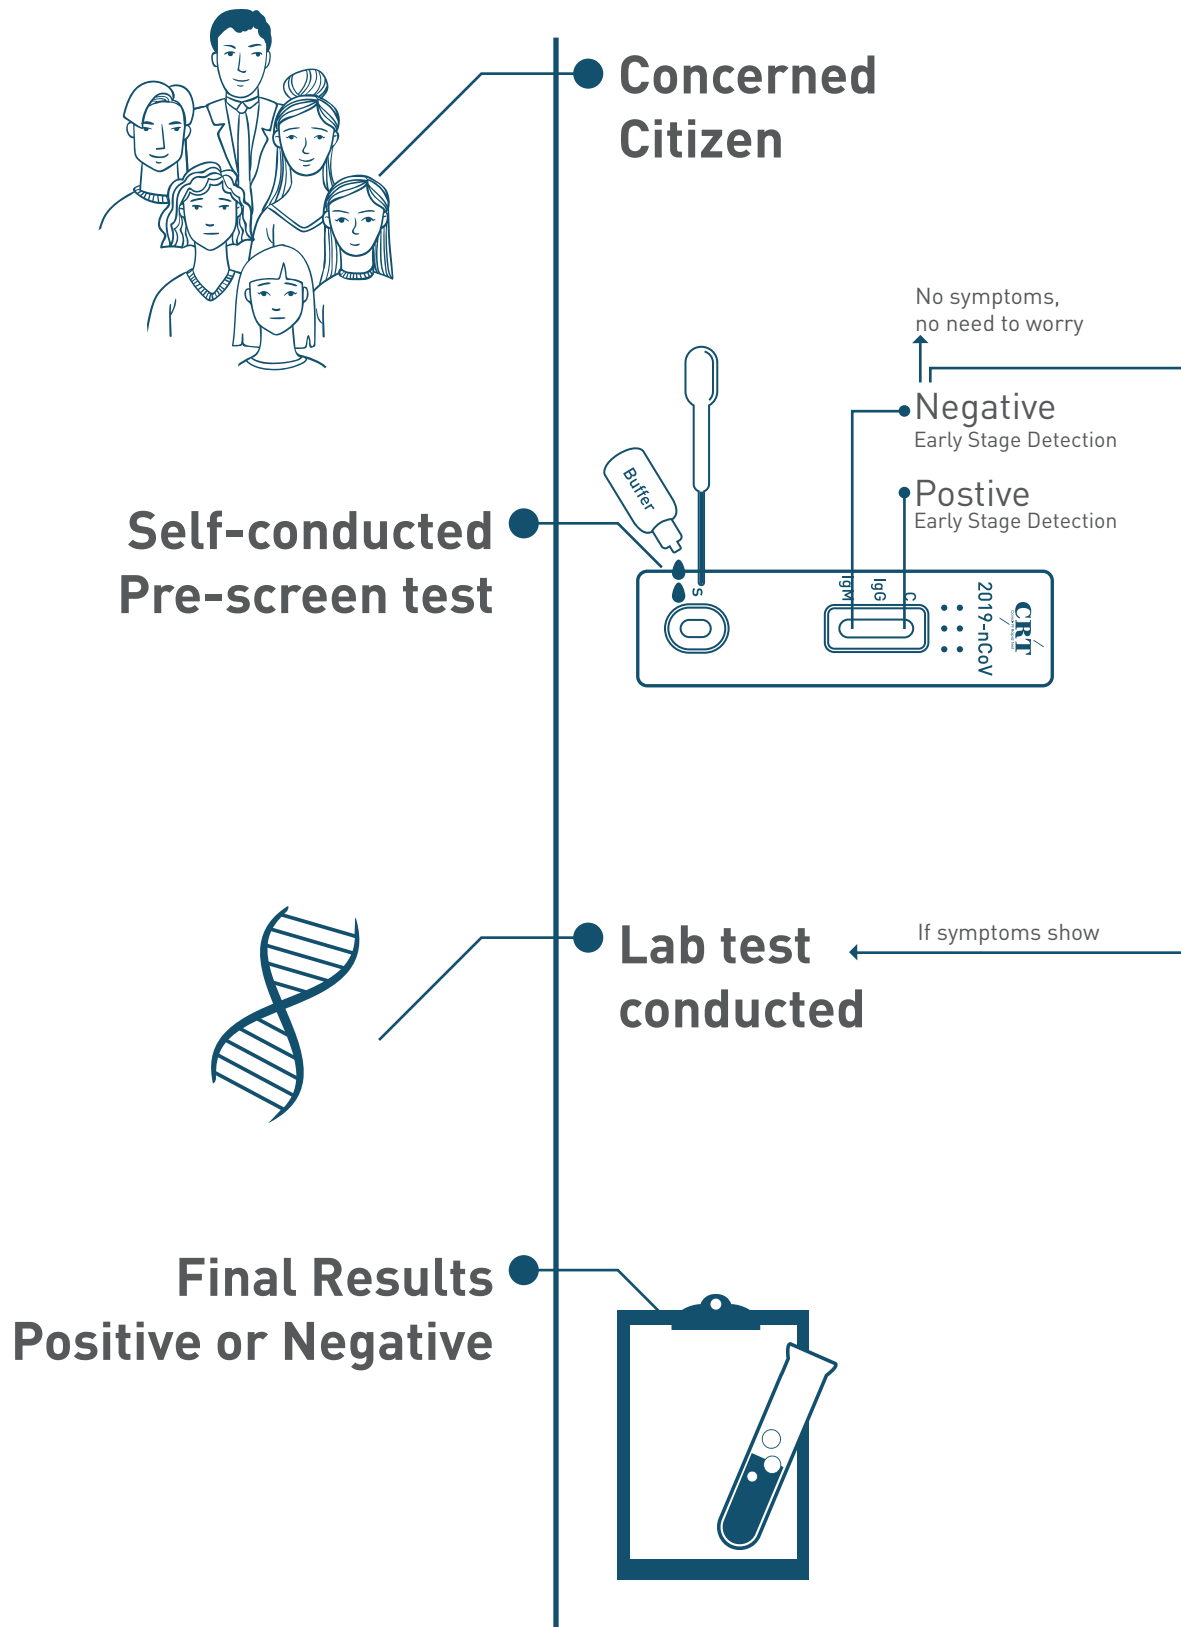 Concerned
Citizen
No symptoms,
no need to worry
Negative
Early Stage Detection
Postive
Early Stage Detection
Buffer
Self-conducted
Pre-screen test
S
IgM
IgG
C
2019-nCoV
CRT
Lab test
conducted
If symptoms show
Final Results
Positive or Negative